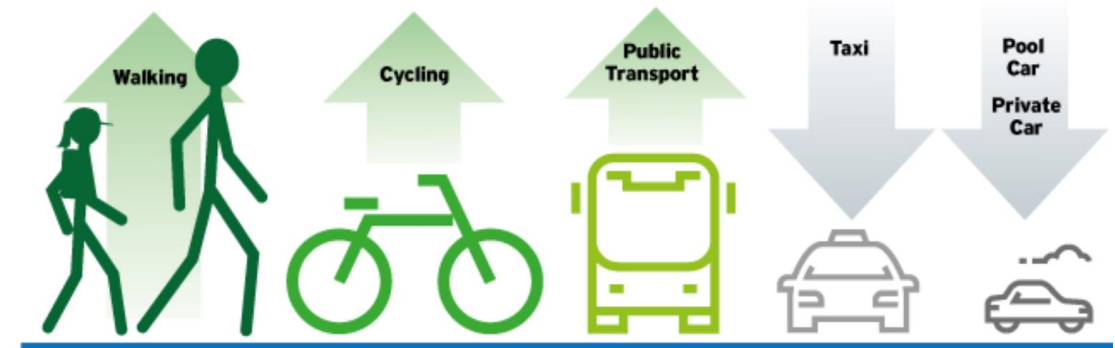 Walking
Cycling
Public
Transport
Taxi
Pool
Car
Private
Car